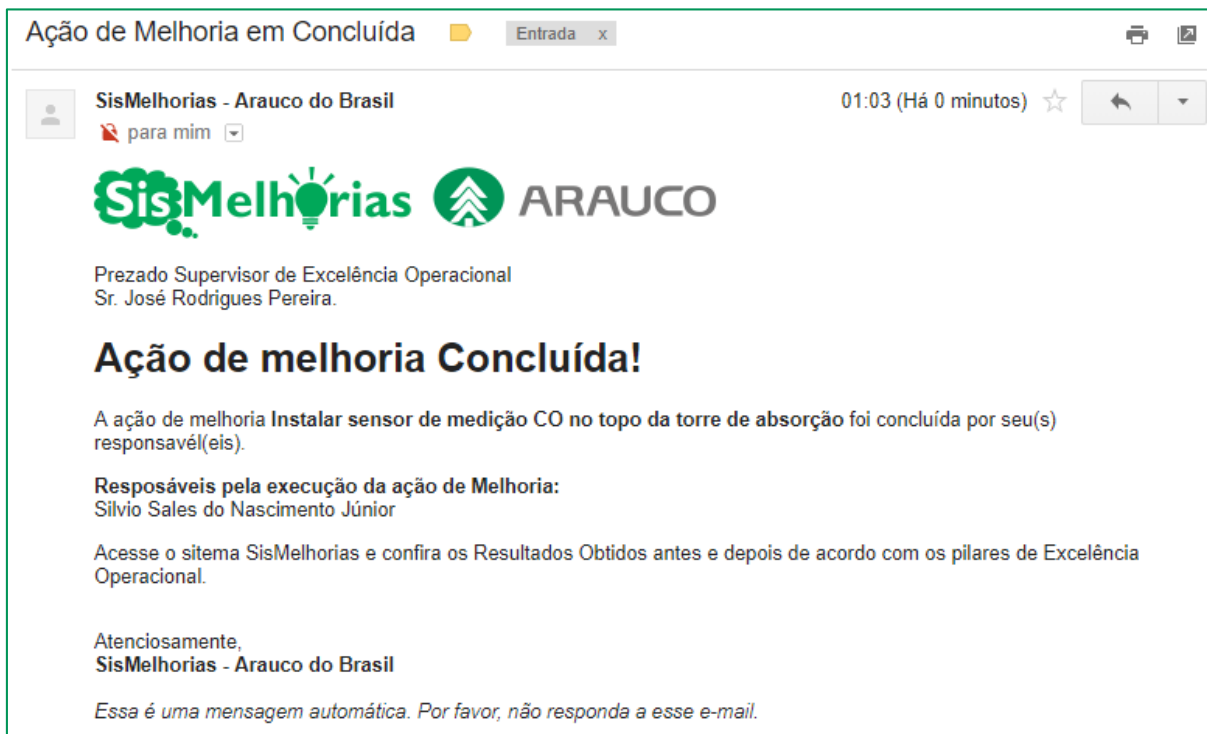 Ação de Melhoria em Concluída
Entrada x
SisMelhorias - Arauco do Brasil
01:03 (Há 0 minutos)
para mim
SisMelhorias ARAUCO
Prezado Supervisor de Excelência Operacional
Sr. José Rodrigues Pereira.
Ação de melhoria Concluída!
A ação de melhoria Instalar sensor de medição CO no topo da torre de absorção foi concluída por seu(s)
responsavél(eis).
Resposáveis pela execução da ação de Melhoria:
Silvio Sales do Nascimento Júnior
Acesse o sitema SisMelhorias e confira os Resultados Obtidos antes e depois de acordo com os pilares de Excelência
Operacional.
Atenciosamente,
SisMelhorias - Arauco do Brasil
Essa é uma mensagem automática. Por favor, não responda a esse e-mail.